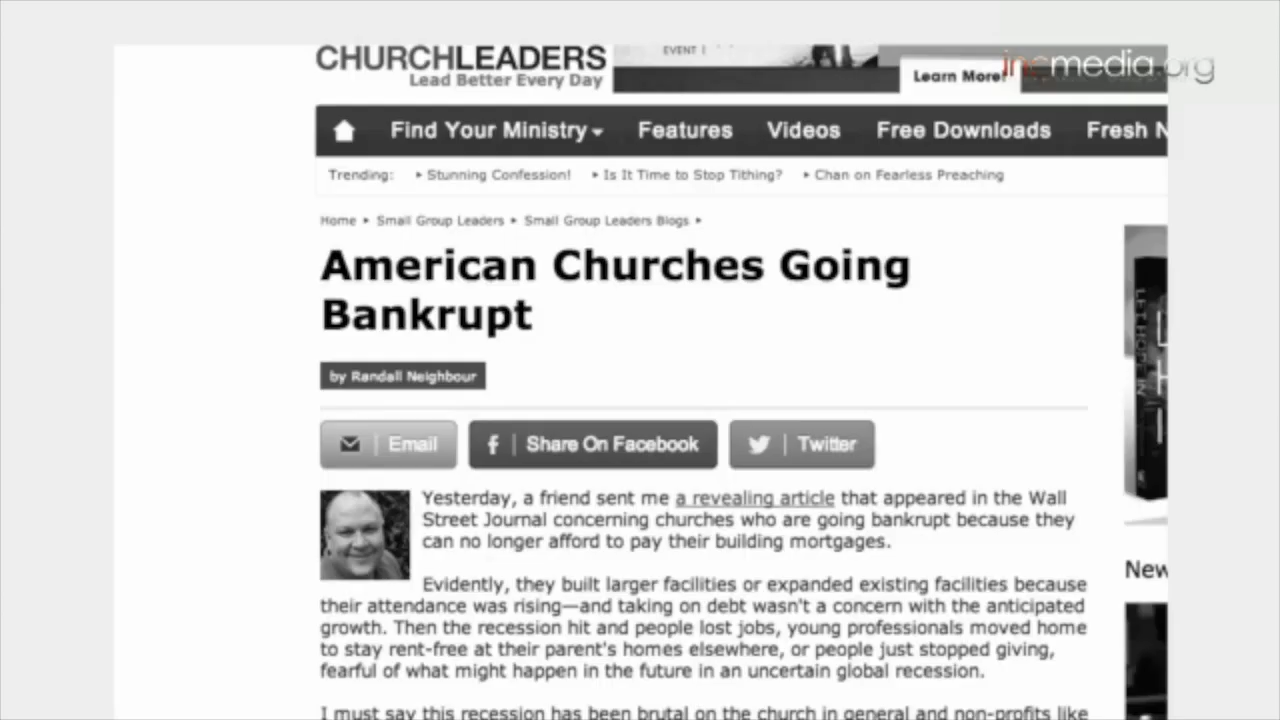 CHURCHLEADERS
Lead Better Every Day
EVENT |
Learn More!
incmedia.org
Find Your Ministry
Features
Videos
Free Downloads
Fresh N
Trending:
Stunning Confession!
Is It Time to Stop Tithing?
Chan on Fearless Preaching
Home
Small Group Leaders
Small Group Leaders Blogs
American Churches Going
Bankrupt
by Randall Neighbour
Email
Share On Facebook
Twitter
Yesterday, a friend sent me a revealing article that appeared in the Wall
Street Journal concerning churches who are going bankrupt because they
can no longer afford to pay their building mortgages.
Evidently, they built larger facilities or expanded existing facilities because
their attendance was rising—and taking on debt wasn't a concern with the anticipated
growth. Then the recession hit and people lost jobs, young professionals moved home
to stay rent-free at their parent's homes elsewhere, or people just stopped giving,
fearful of what might happen in the future in an uncertain global recession.
I must say this recession has been brutal on the church in general and non-profits like
New